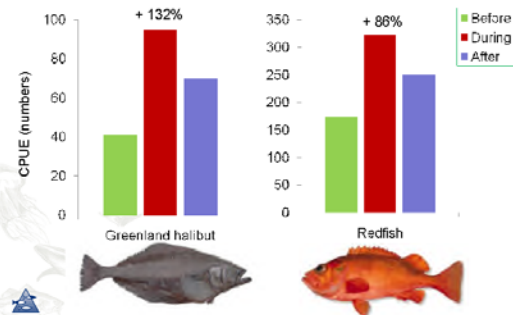 + 132%
+ 86%
Before
During
After
CPUE (numbers)
100
80
60
40
20
0
350
300
250
200
150
100
50
0
Greenland halibut
Redfish